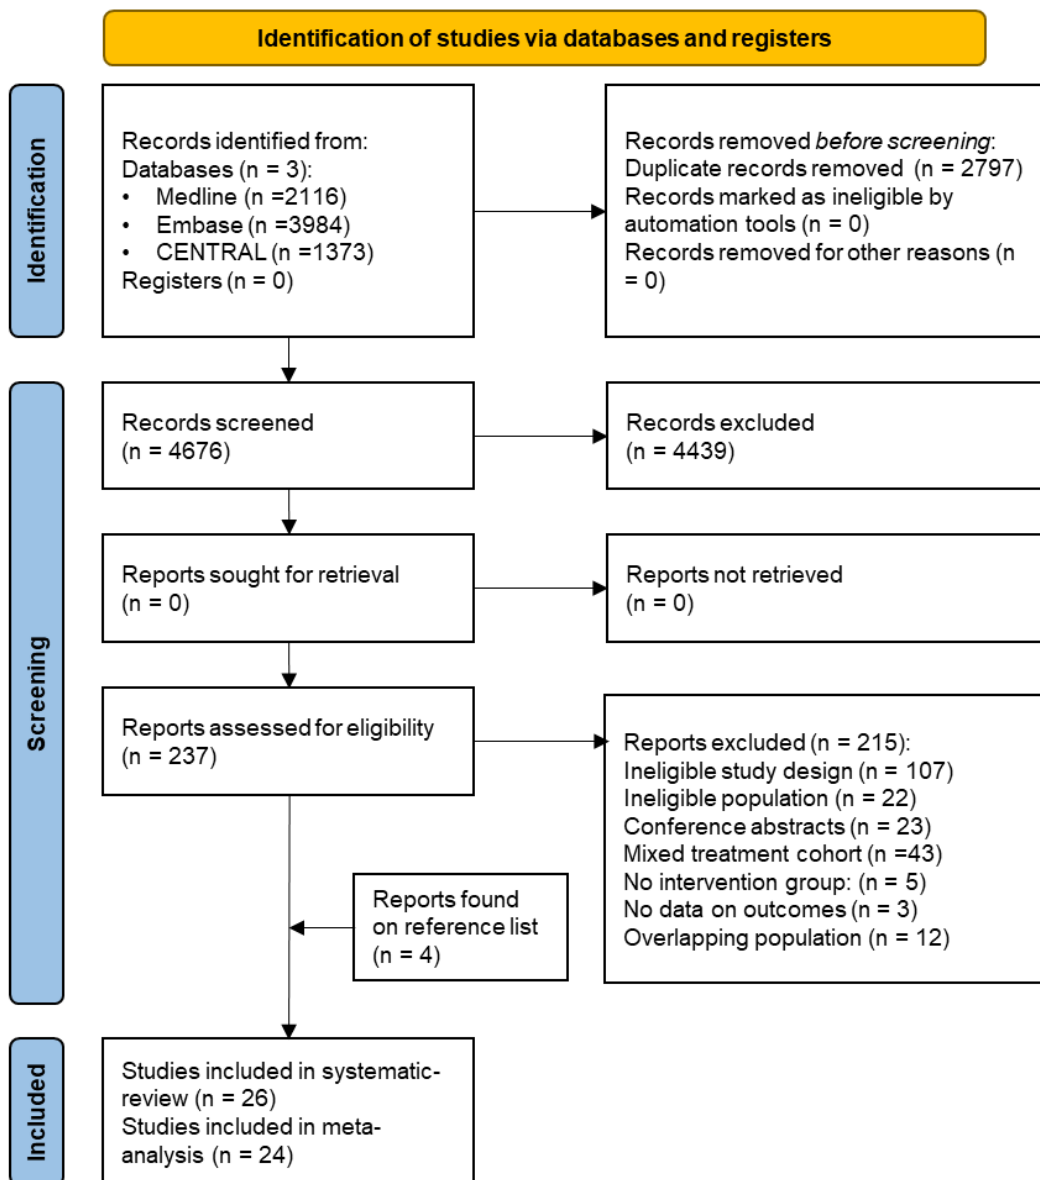 Identification of studies via databases and registers
Identification
Records identified from:
Databases (n = 3):
• Medline (n =2116)
• Embase (n =3984)
• CENTRAL (n =1373)
Registers (n = 0)
Records removed before screening:
Duplicate records removed (n = 2797)
Records marked as ineligible by
automation tools (n = 0)
Records removed for other reasons (n
= 0)
Screening
Records screened
(n = 4676)
Records excluded
(n = 4439)
Reports sought for retrieval
(n = 0)
Reports not retrieved
(n = 0)
Reports assessed for eligibility
(n = 237)
Reports excluded (n = 215):
Ineligible study design (n = 107)
Ineligible population (n = 22)
Conference abstracts (n = 23)
Mixed treatment cohort (n =43)
No intervention group: (n = 5)
No data on outcomes (n = 3)
Overlapping population (n = 12)
Reports found
on reference list
(n = 4)
Included
Studies included in systematic-
review (n = 26)
Studies included in meta-
analysis (n = 24)